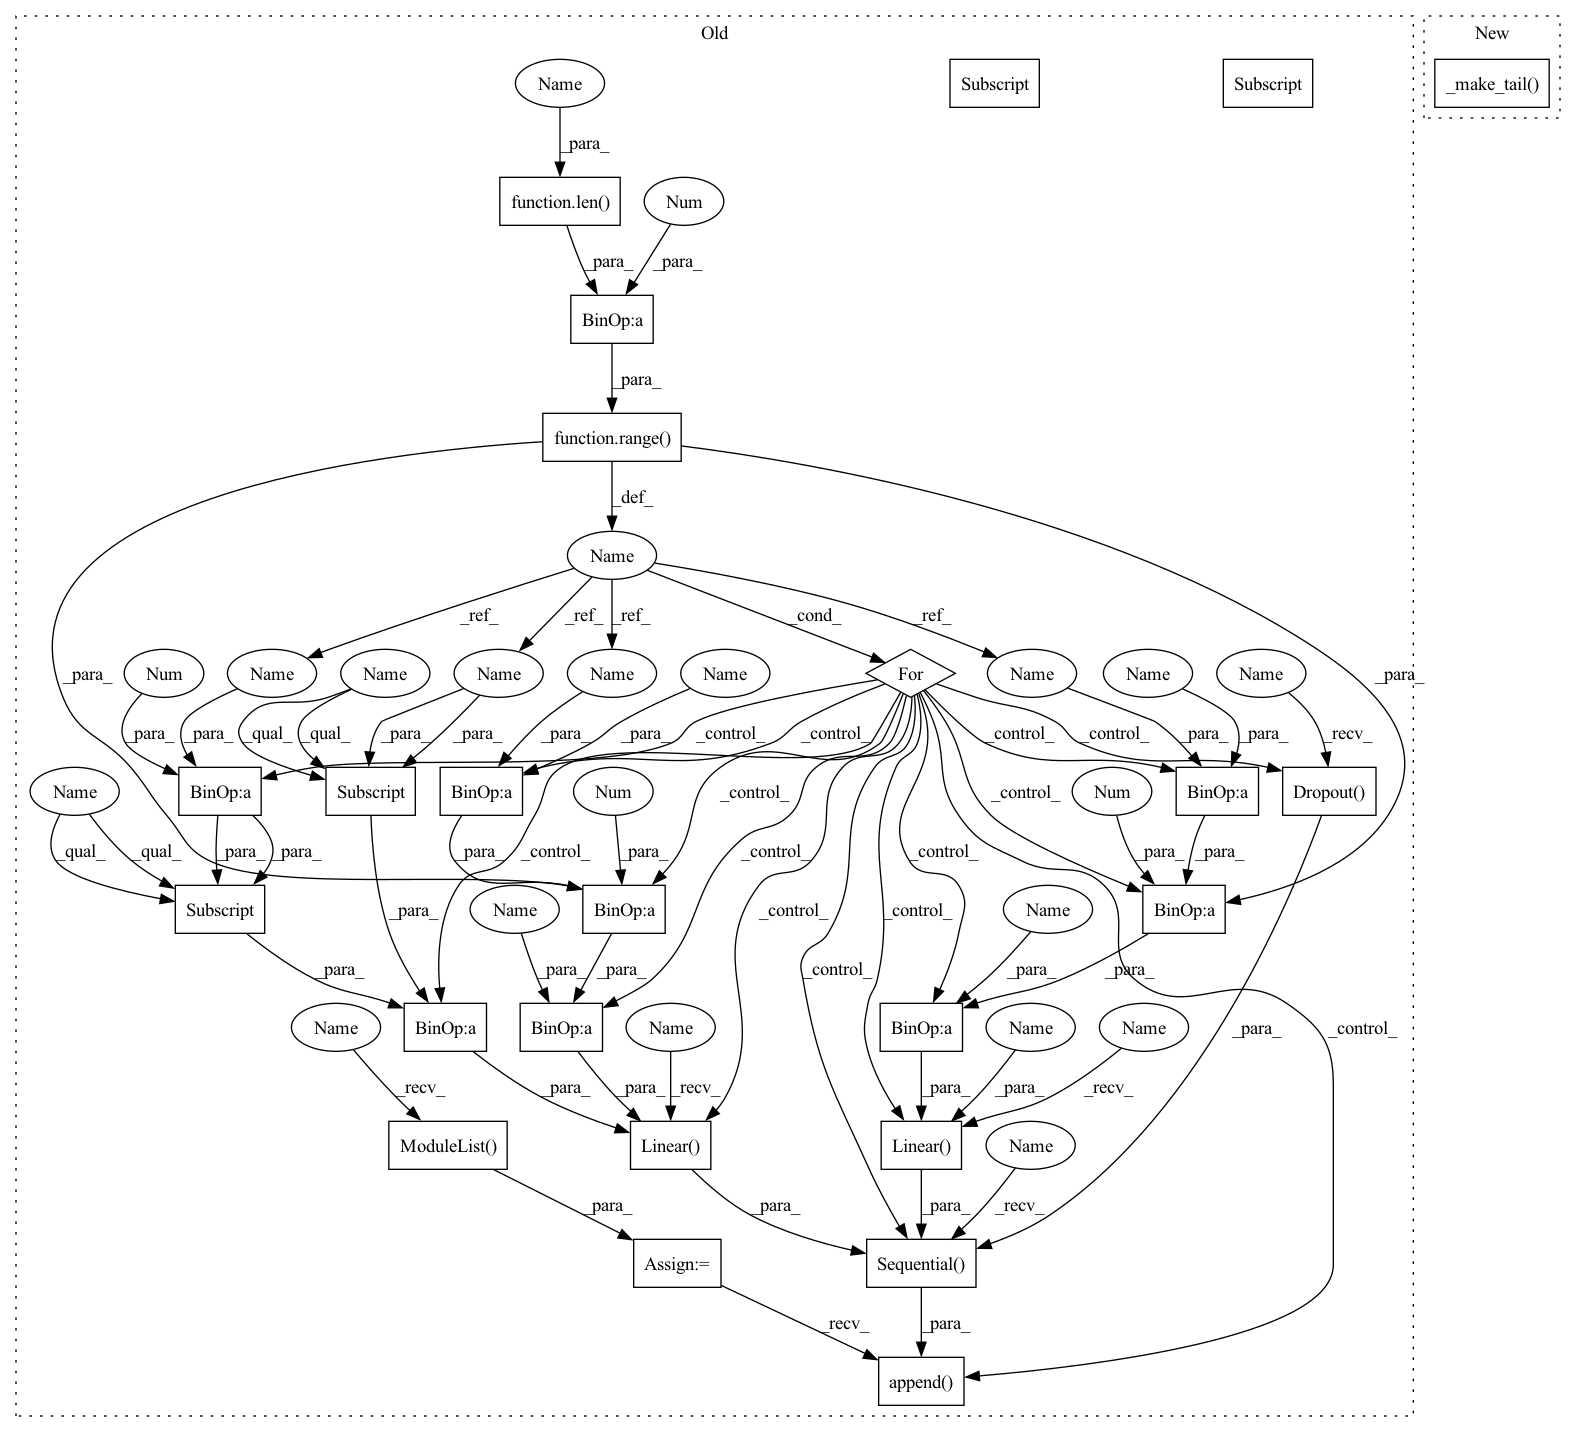 Old
New
Name
Subscript
Subscript
_make_tail()
_para_
function.len()
Num
_para_
_para_
BinOp:a
_para_
function.range()
_def_
Name
_ref_
_ref_
_ref_
_cond_
_ref_
_para_
_para_
Num
Name
Name
Name
Name
Name
For
Name
Name
Name
_para_
_para_
_qual_
_qual_
_para_
_para_
_para_
_para
_control_
_control_
_control_
_control_
_para_
_para_
_recv_
Name
BinOp:a
Subscript
BinOp:a
Num
_control_
_control_
Num
BinOp:a
Dropout()
_qual_
_qual_
_para_
_para_
_control_
_para_
_para_
_control_
_control_
_para_
_para_
Subscript
_para_
Name
BinOp:a
_control_
_control_
Name
BinOp:a
_para_
_para_
_para_
_control_
_para_
_para_
Name
BinOp:a
BinOp:a
Name
BinOp:a
Name
Name
_recv_
_para_
_para_
_recv_
_para_
_para_
_recv_
_para_
_control_
ModuleList()
Linear()
Linear()
Name
_para_
_para_
_para_
_recv_
Assign:=
Sequential()
_recv_
_para_
append()